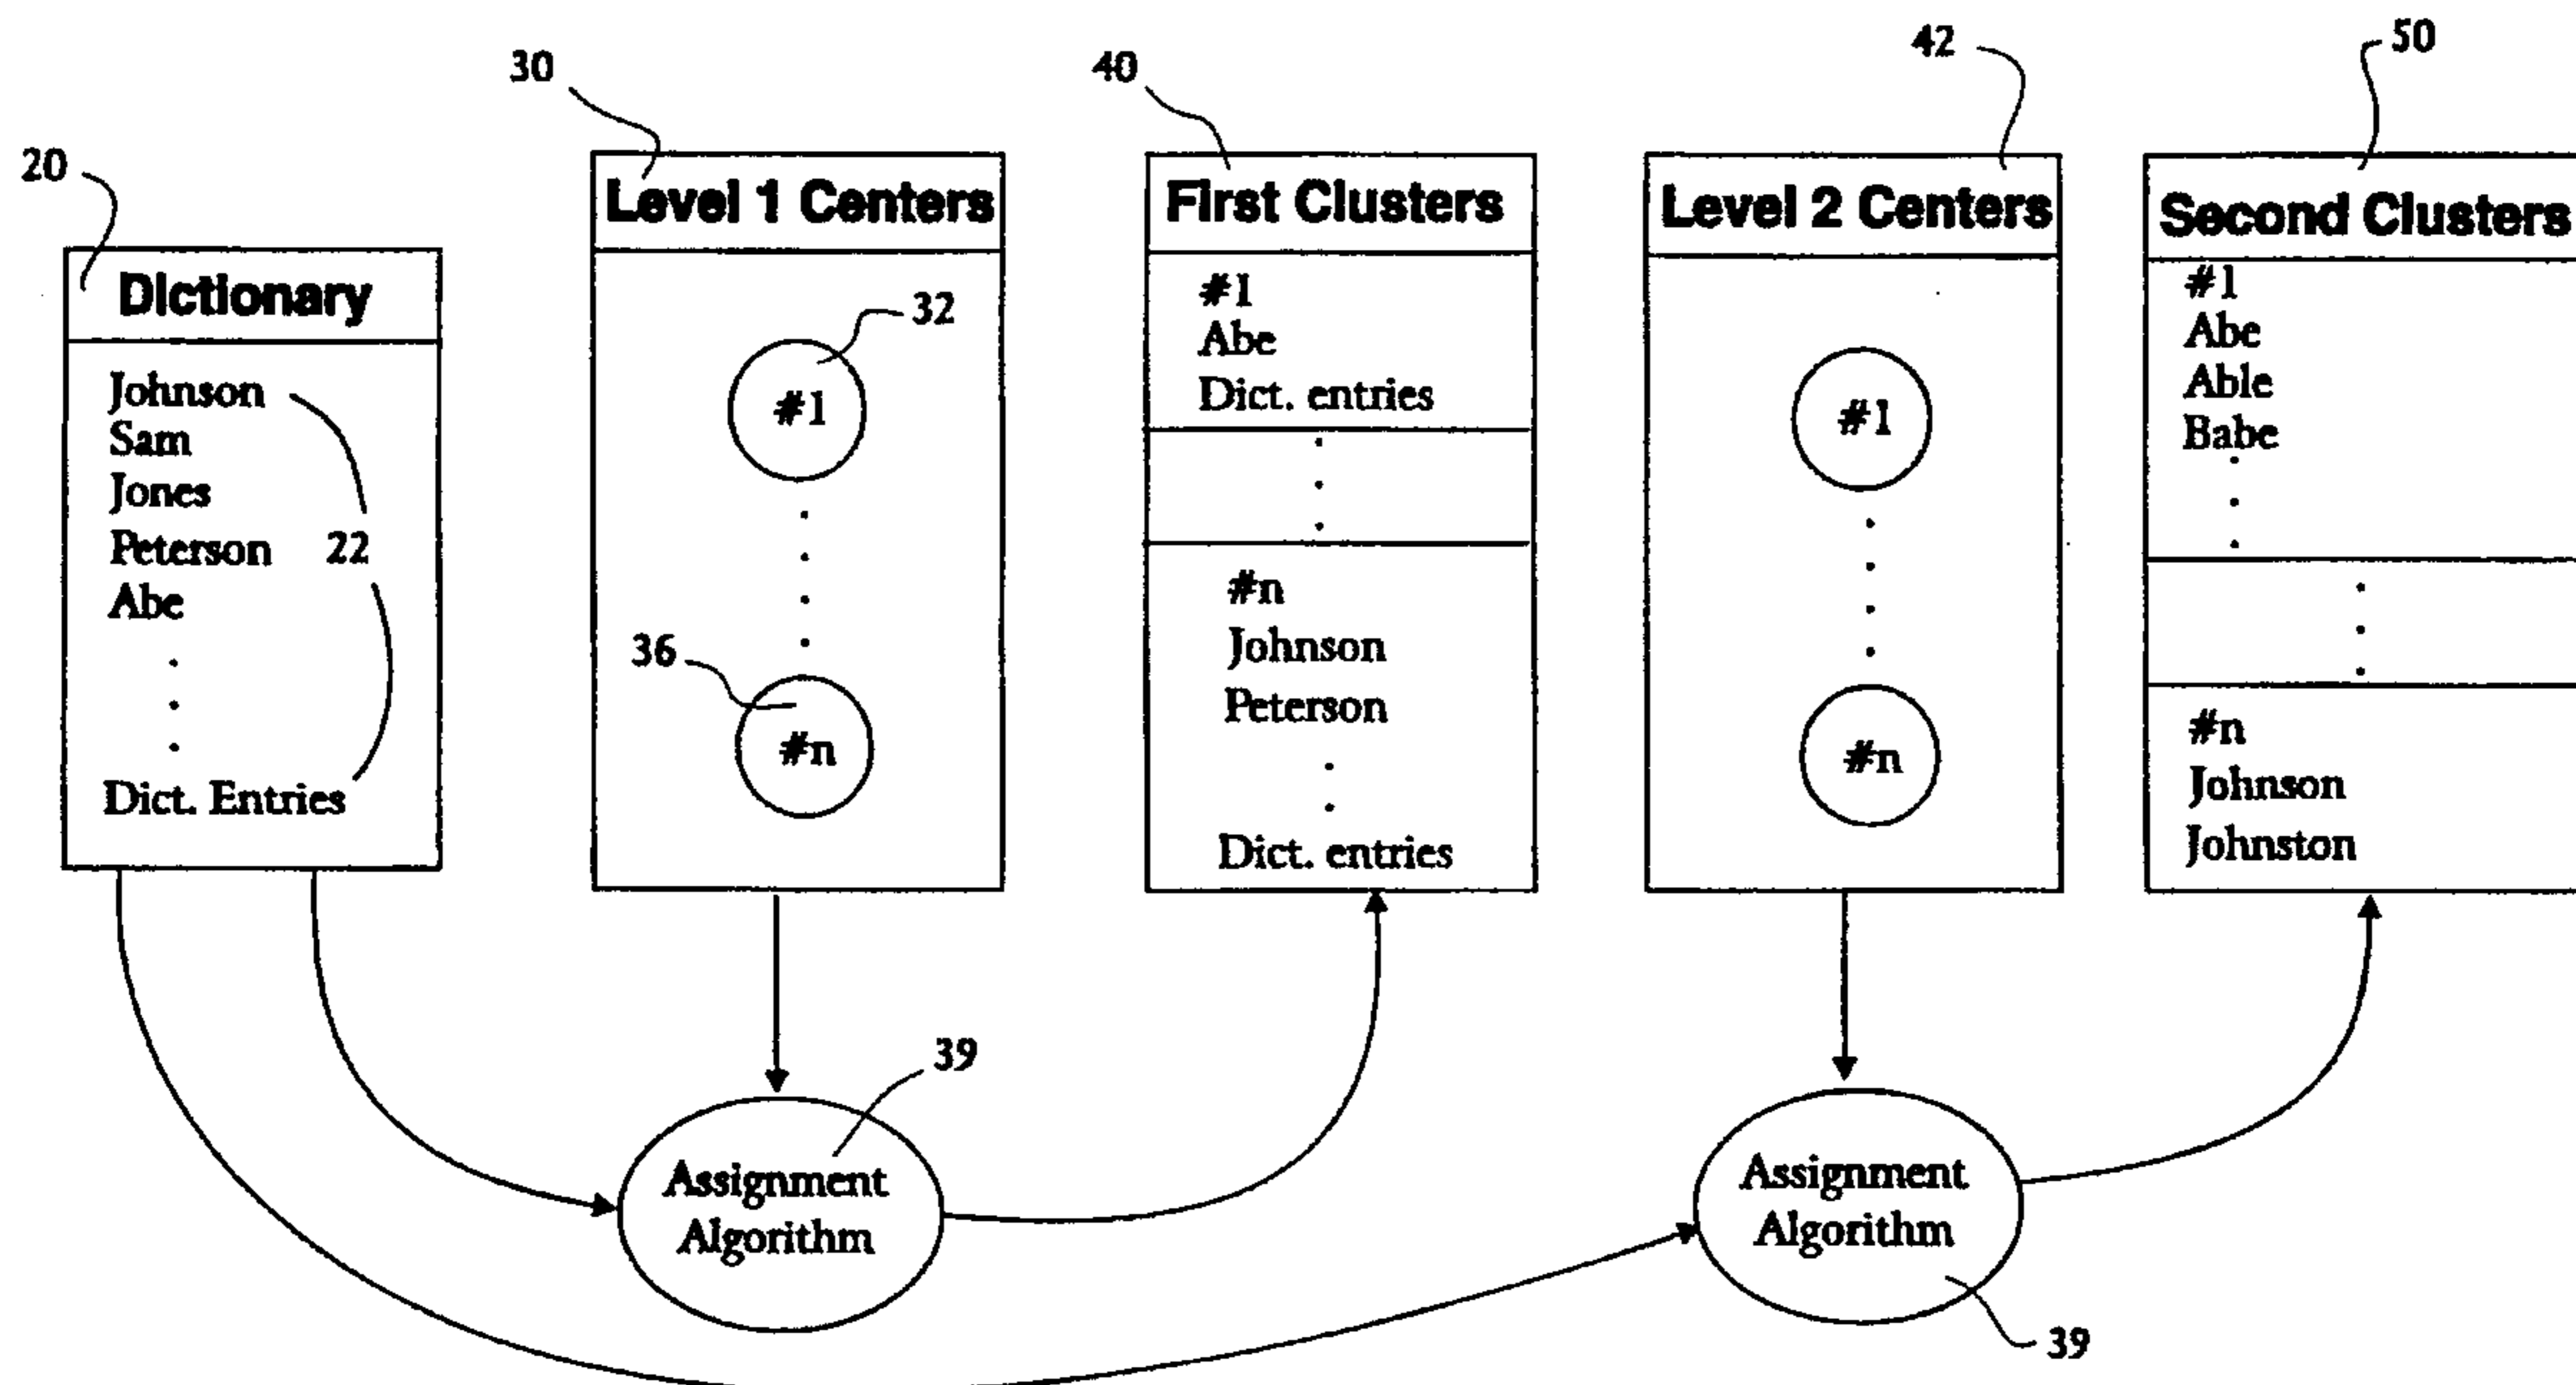 20
Dictionary
Johnson
Sam
Jones
Peterson
22
Abe
Dict. Entries
30
Level 1 Centers
32
#1
36
#n
40
First Clusters
#1
Abe
Dict. entries
#n
Johnson
Peterson
Dict. entries
42
Level 2 Centers
#1
#n
50
Second Clusters
#1
Abe
Able
Babe
#n
Johnson
Johnston
39
Assignment
Algorithm
Assignment
Algorithm
39